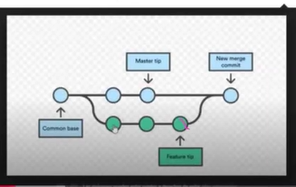 Master tip
New merge
commit
Common base
Feature tip